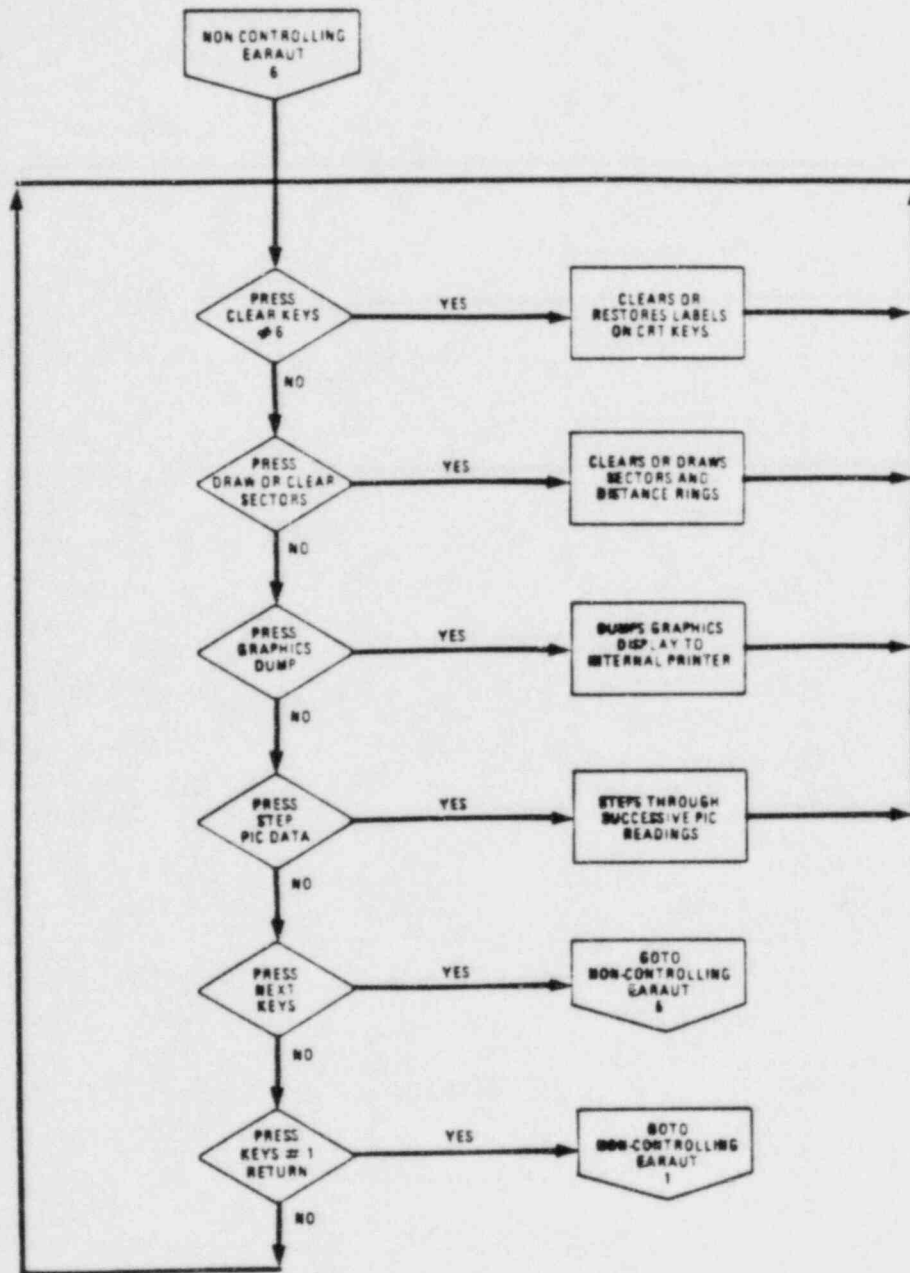 NON CONTROLLING
EARAUT
6
PRESS
CLEAR KEYS
#6
YES
CLEARS OR
RESTORES LABELS
ON CRT KEYS
NO
PRESS
DRAW OR CLEAR
SECTORS
YES
CLEARS OR DRAWS
SECTORS AND
DISTANCE RINGS
NO
PRESS
GRAPHICS
DUMP
YES
DUMPS GRAPHICS
DISPLAY TO
INTERNAL PRINTER
NO
PRESS
STEP
PIC DATA
YES
STEPS THROUGH
SUCCESSIVE PIC
READINGS
NO
PRESS
NEXT
KEYS
YES
GOTO
NON-CONTROLLING
EARAUT
NO
PRESS
KEYS # 1
RETURN
YES
GOTO
NON-CONTROLLING
EARAUT
1
NO